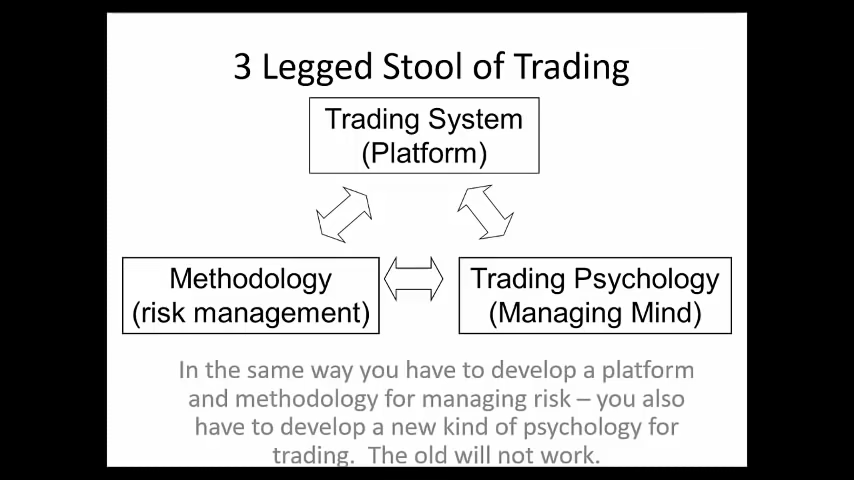 3 Legged Stool of Trading
Trading System
(Platform)
Methodology
(risk management)
Trading Psychology
(Managing Mind)
In the same way you have to develop a platform
and methodology for managing risk – you also
have to develop a new kind of psychology for
trading.  The old will not work.